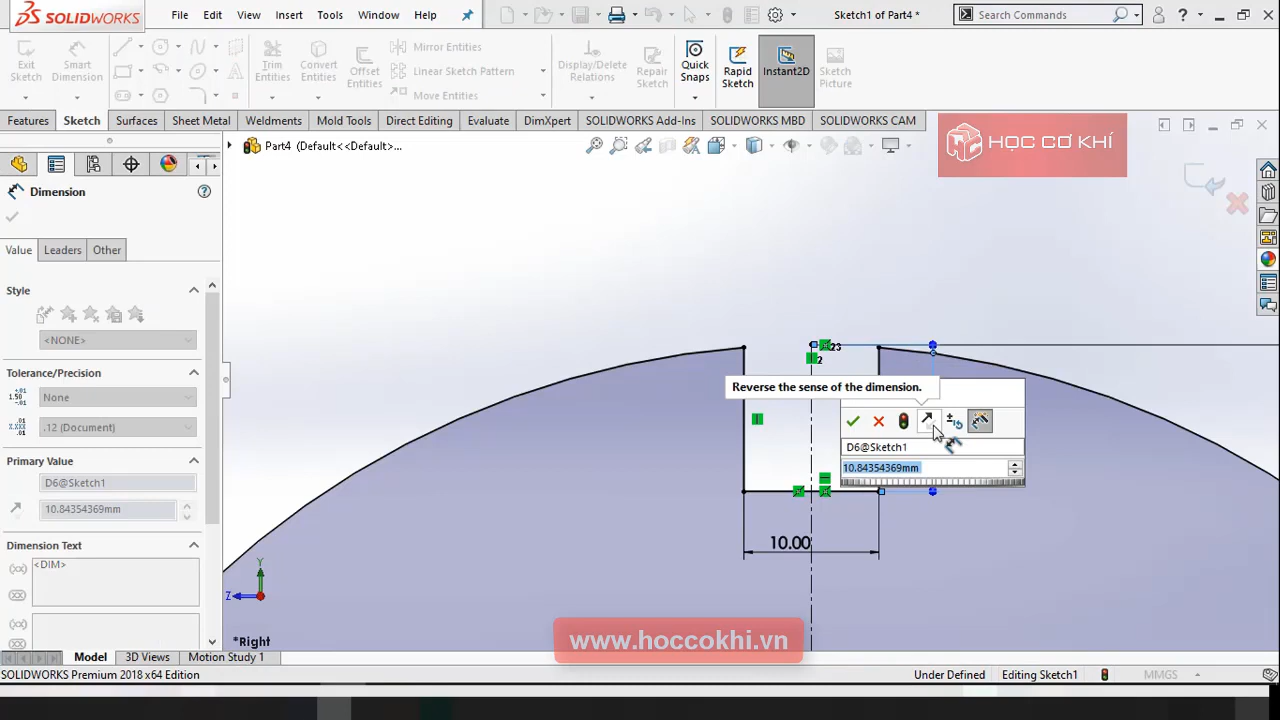 SOLIDWORKS
File Edit View Insert Tools Window Help
Sketch1 of Part4 *
Search Commands
Exit Sketch
Smart Dimension
Trim Entities
Convert Entities
Offset Entities
Mirror Entities
Linear Sketch Pattern
Move Entities
Display/Delete Relations
Repair Sketch
Quick Snaps
Rapid Sketch
Instant2D
Sketch Picture
Features Sketch Surfaces Sheet Metal Weldments Mold Tools Direct Editing Evaluate DimXpert SOLIDWORKS Add-Ins SOLIDWORKS MBD SOLIDWORKS CAM
HỌC CƠ KHÍ
Part4 (Default<<Default>...
Dimension
Value Leaders Other
Style
<NONE>
Tolerance/Precision
None
.12 (Document)
Primary Value
D6@Sketch1
10.84354369mm
Dimension Text
<DIM>
23
2
Reverse the sense of the dimension.
D6@Sketch1
10.84354369mm
10.00
Y
Z
*Right
www.hoccokhi.vn
Model 3D Views Motion Study 1
SOLIDWORKS Premium 2018 x64 Edition
Under Defined
Editing Sketch1
MMGS